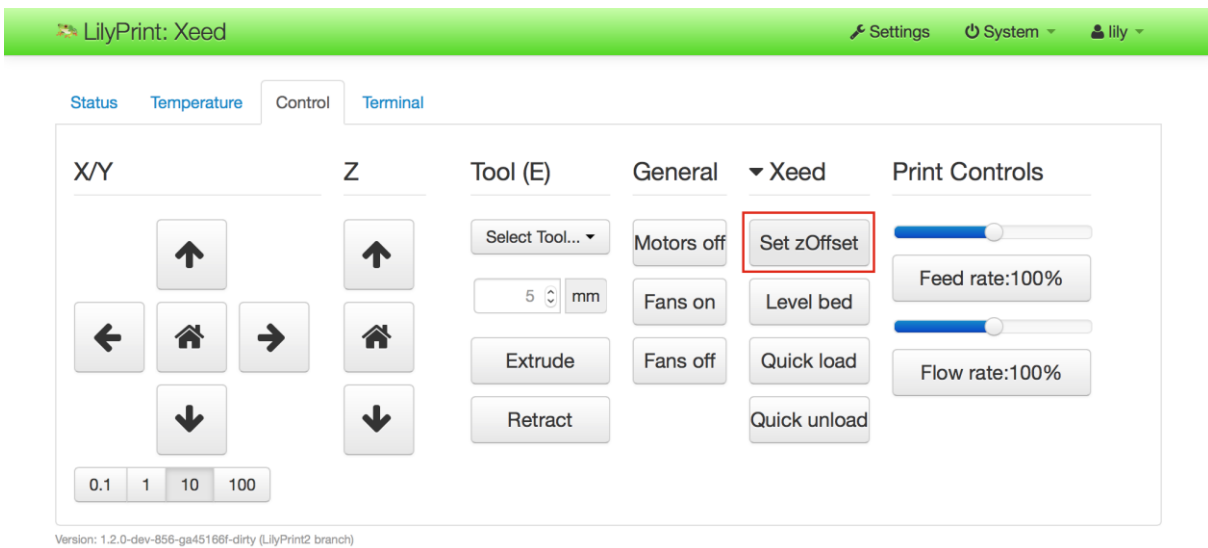 LilyPrint: Xeed
Settings
System
lily
Status
Temperature
Control
Terminal
X/Y
Z
Tool (E)
General
Xeed
Print Controls
Select Tool...
Motors off
Set zOffset
5
mm
Fans on
Level bed
Feed rate:100%
Extrude
Fans off
Quick load
Flow rate:100%
Retract
Quick unload
0.1
1
10
100
Version: 1.2.0-dev-856-ga45166f-dirty (LilyPrint2 branch)